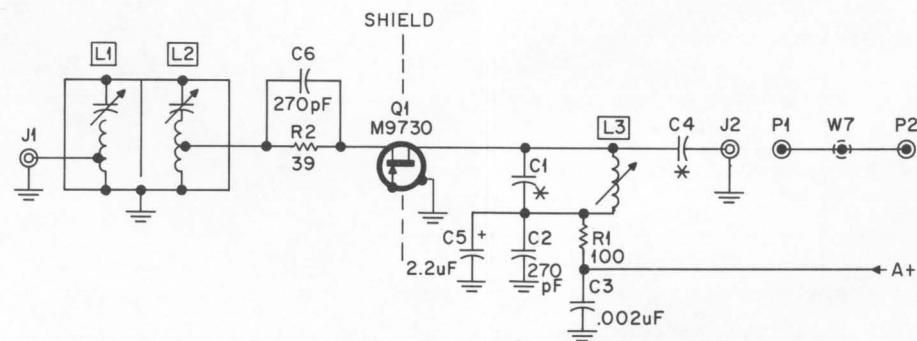 SHIELD
L1
L2
C6
270pF
R2
39
Q1
M9730
J1
L3
C4
*
J2
P1
W7
P2
C1
*
C5
+
2.2uF
C2
270
pF
R1
100
A+
C3
.002uF